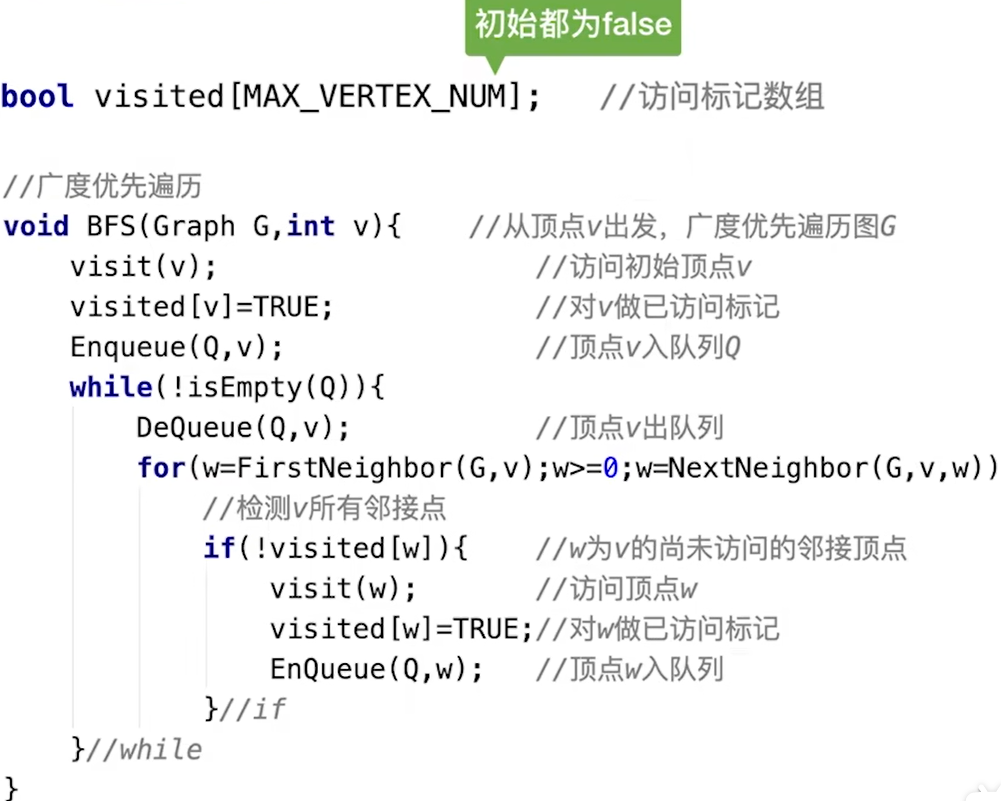 初始都为false
bool visited[MAX_VERTEX_NUM]; //访问标记数组
//广度优先遍历
void BFS(Graph G,int v){ //从顶点v出发，广度优先遍历图G
visit(v); //访问初始顶点v
visited[v]=TRUE; //对v做已访问标记
Enqueue(Q,v); //顶点v入队列Q
while(!isEmpty(Q)){
DeQueue(Q,v); //顶点v出队列
for(w=FirstNeighbor(G,v);w>=0;w=NextNeighbor(G,v,w))
//检测v所有邻接点
if(!visited[w]){ //w为v的尚未访问的邻接顶点
visit(w); //访问顶点w
visited[w]=TRUE;//对w做已访问标记
EnQueue(Q,w); //顶点w入队列
}//if
}//while
}